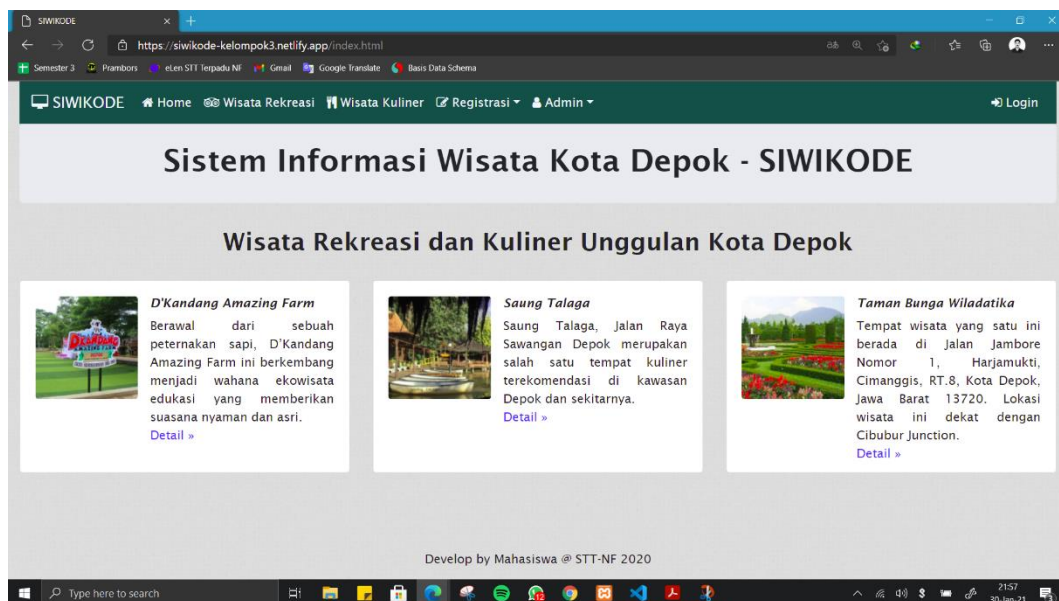 SIWIKODE
https://siwikode-kelompok3.netlify.app/index.html
Semester 3 Prambors eLen STT Terpadu NF Gmail Google Translate Basis Data Schema
SIWIKODE Home Wisata Rekreasi Wisata Kuliner Registrasi Admin Login
Sistem Informasi Wisata Kota Depok - SIWIKODE
Wisata Rekreasi dan Kuliner Unggulan Kota Depok
D'Kandang Amazing Farm
Berawal dari sebuah
peternakan sapi, D'Kandang
Amazing Farm ini berkembang
menjadi wahana ekowisata
edukasi yang memberikan
suasana nyaman dan asri.
Detail »
Saung Talaga
Saung Talaga, Jalan Raya
Sawangan Depok merupakan
salah satu tempat kuliner
terekomendasi di kawasan
Depok dan sekitarnya.
Detail »
Taman Bunga Wiladatika
Tempat wisata yang satu ini
berada di Jalan Jambore
Nomor 1, Harjamukti,
Cimanggis, RT.8, Kota Depok,
Jawa Barat 13720. Lokasi
wisata ini dekat dengan
Cibubur Junction.
Detail »
Develop by Mahasiswa @ STT-NF 2020
Type here to search
21:57
30-Jan-21